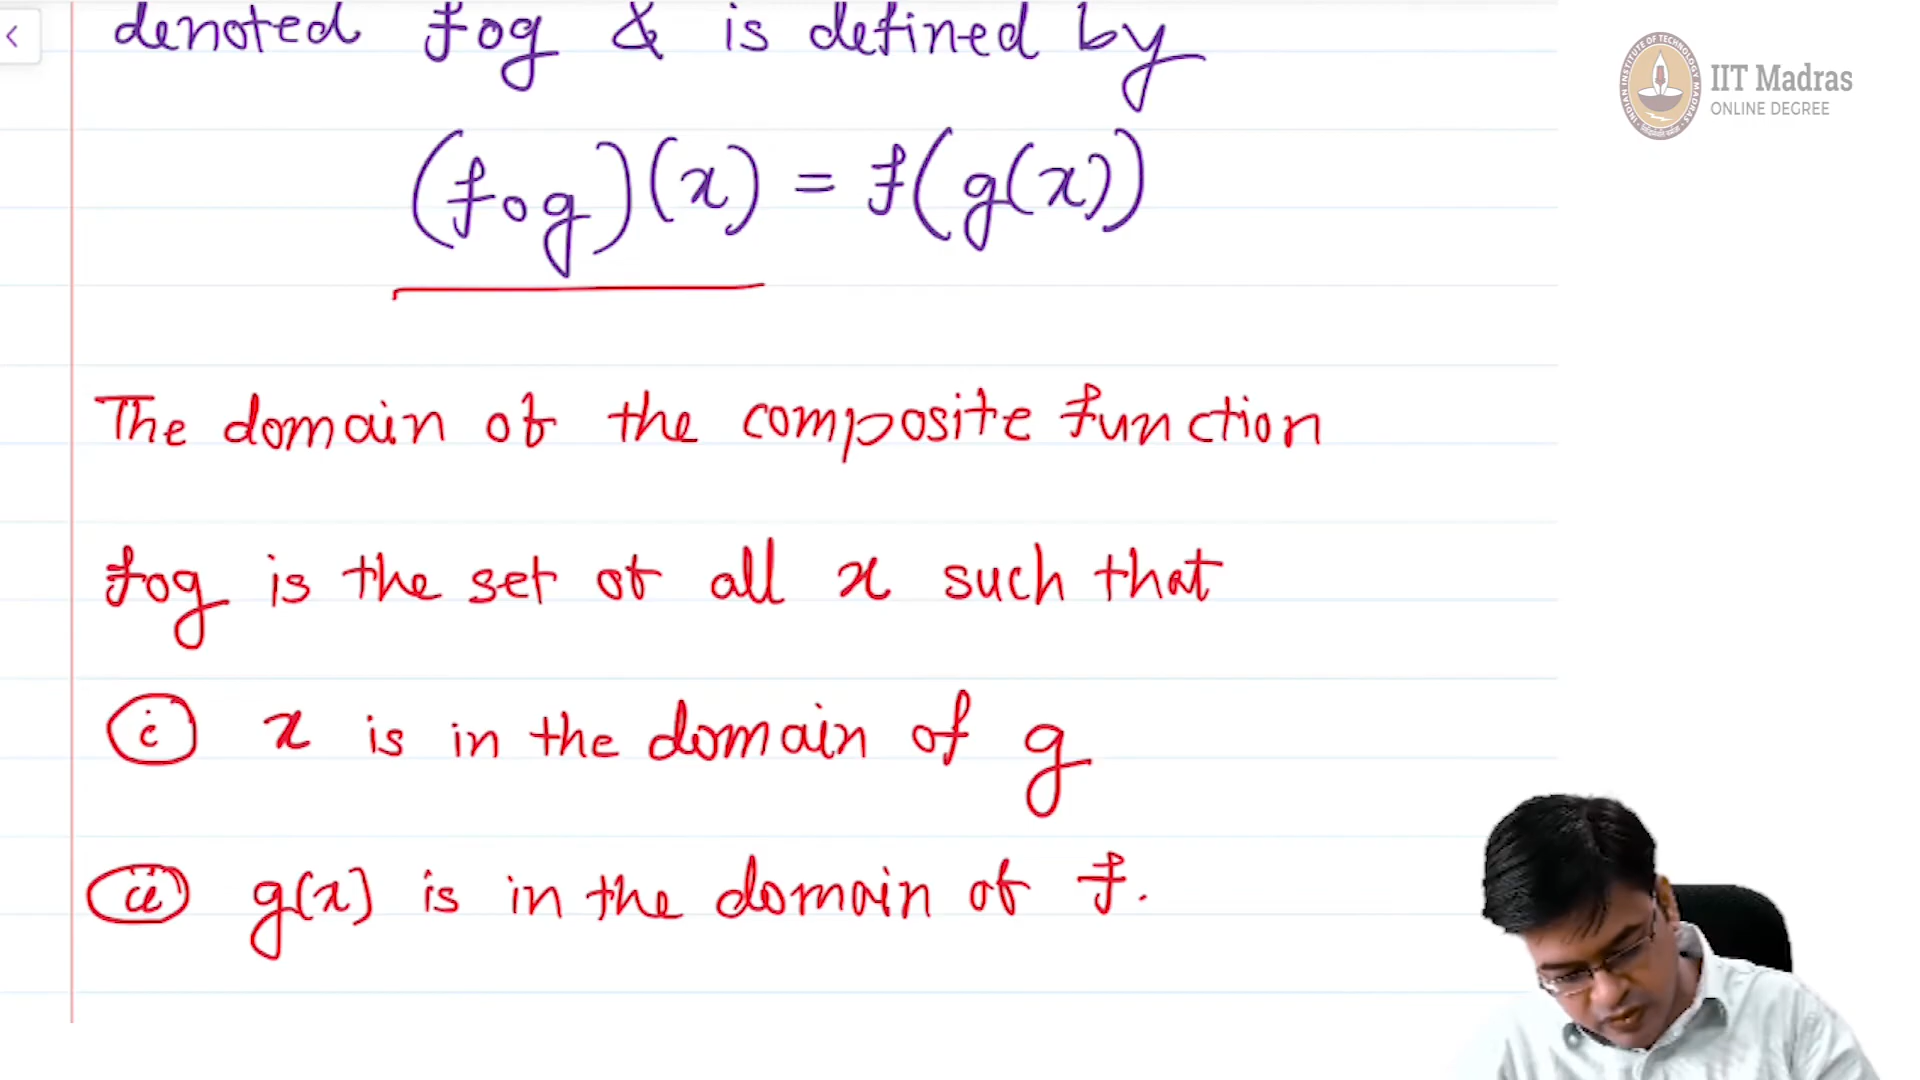 denoted fog & is defined by
IIT Madras
ONLINE DEGREE
(fog)(x) = f(g(x))
The domain of the composite function
fog is the set of all x such that
(i) x is in the domain of g
(ii) g(x) is in the domain of f.